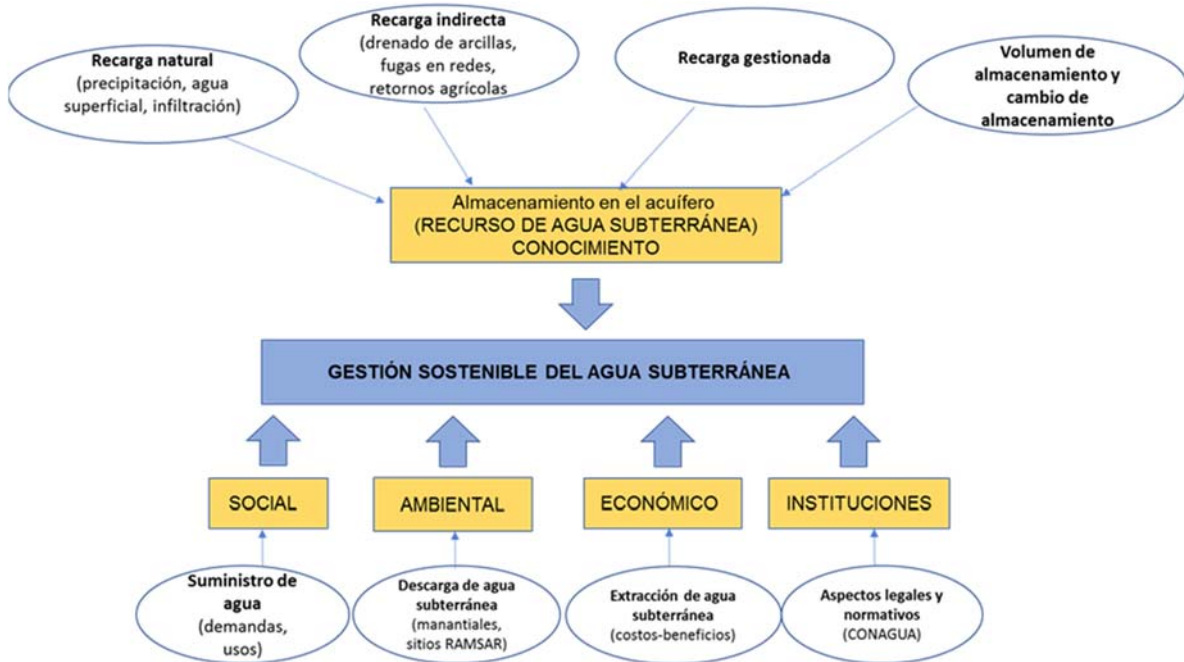 Recarga natural
(precipitación, agua
superficial, infiltración)
Recarga indirecta
(drenado de arcillas,
fugas en redes,
retornos agrícolas
Recarga gestionada
Volumen de
almacenamiento y
cambio de
almacenamiento
Almacenamiento en el acuífero
(RECURSO DE AGUA SUBTERRÁNEA)
CONOCIMIENTO
GESTIÓN SOSTENIBLE DEL AGUA SUBTERRÁNEA
SOCIAL
AMBIENTAL
ECONÓMICO
INSTITUCIONES
Suministro de
agua
(demandas,
usos)
Descarga de agua
subterránea
(manantiales,
sitios RAMSAR)
Extracción de agua
subterránea
(costos-beneficios)
Aspectos legales y
normativos
(CONAGUA)